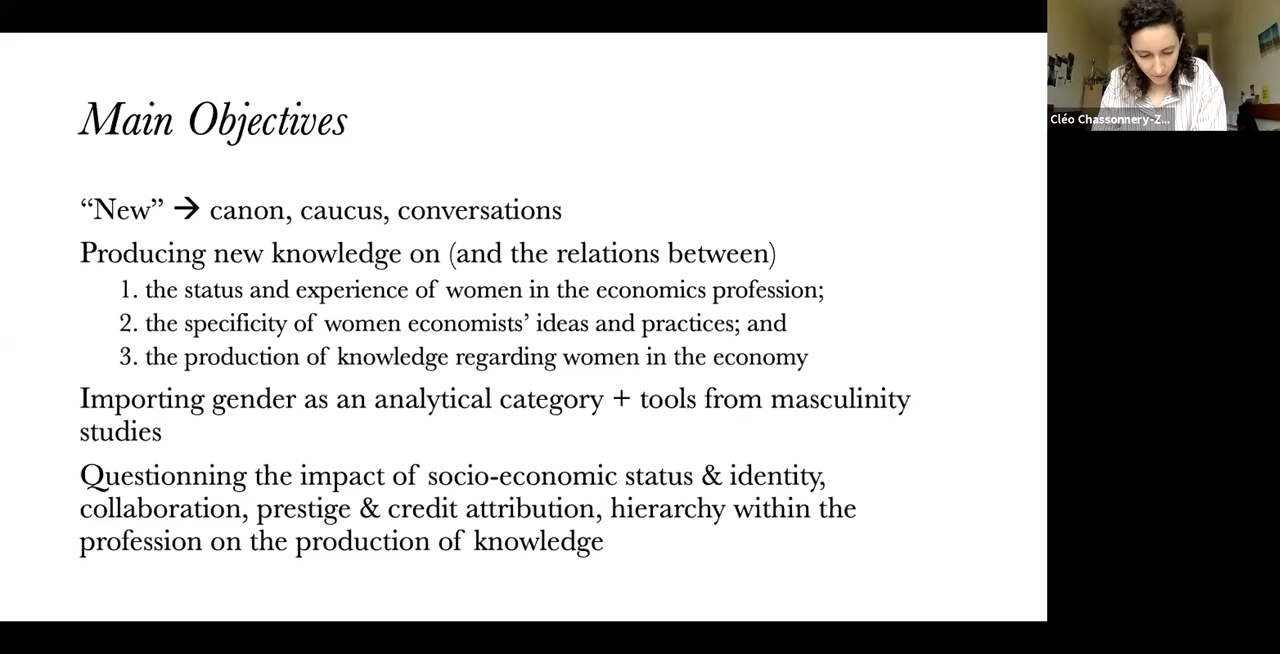 Main Objectives
“New” → canon, caucus, conversations
Producing new knowledge on (and the relations between)
1. the status and experience of women in the economics profession;
2. the specificity of women economists’ ideas and practices; and
3. the production of knowledge regarding women in the economy
Importing gender as an analytical category + tools from masculinity
studies
Questionning the impact of socio-economic status & identity,
collaboration, prestige & credit attribution, hierarchy within the
profession on the production of knowledge
Cléo Chassonnery-Z...